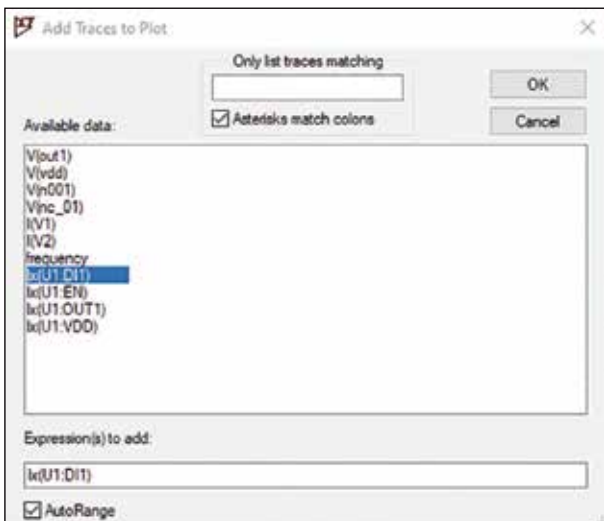 Add Traces to Plot
Only list traces matching
OK
Asterisks match colons
Cancel
Available data:
V(out1)
V(vdd)
V(n001)
V(nc_01)
I(V1)
I(V2)
frequency
Ix(U1:DI1)
Ix(U1:EN)
Ix(U1:OUT1)
Ix(U1:VDD)
Expression(s) to add:
Ix(U1:DI1)
AutoRange